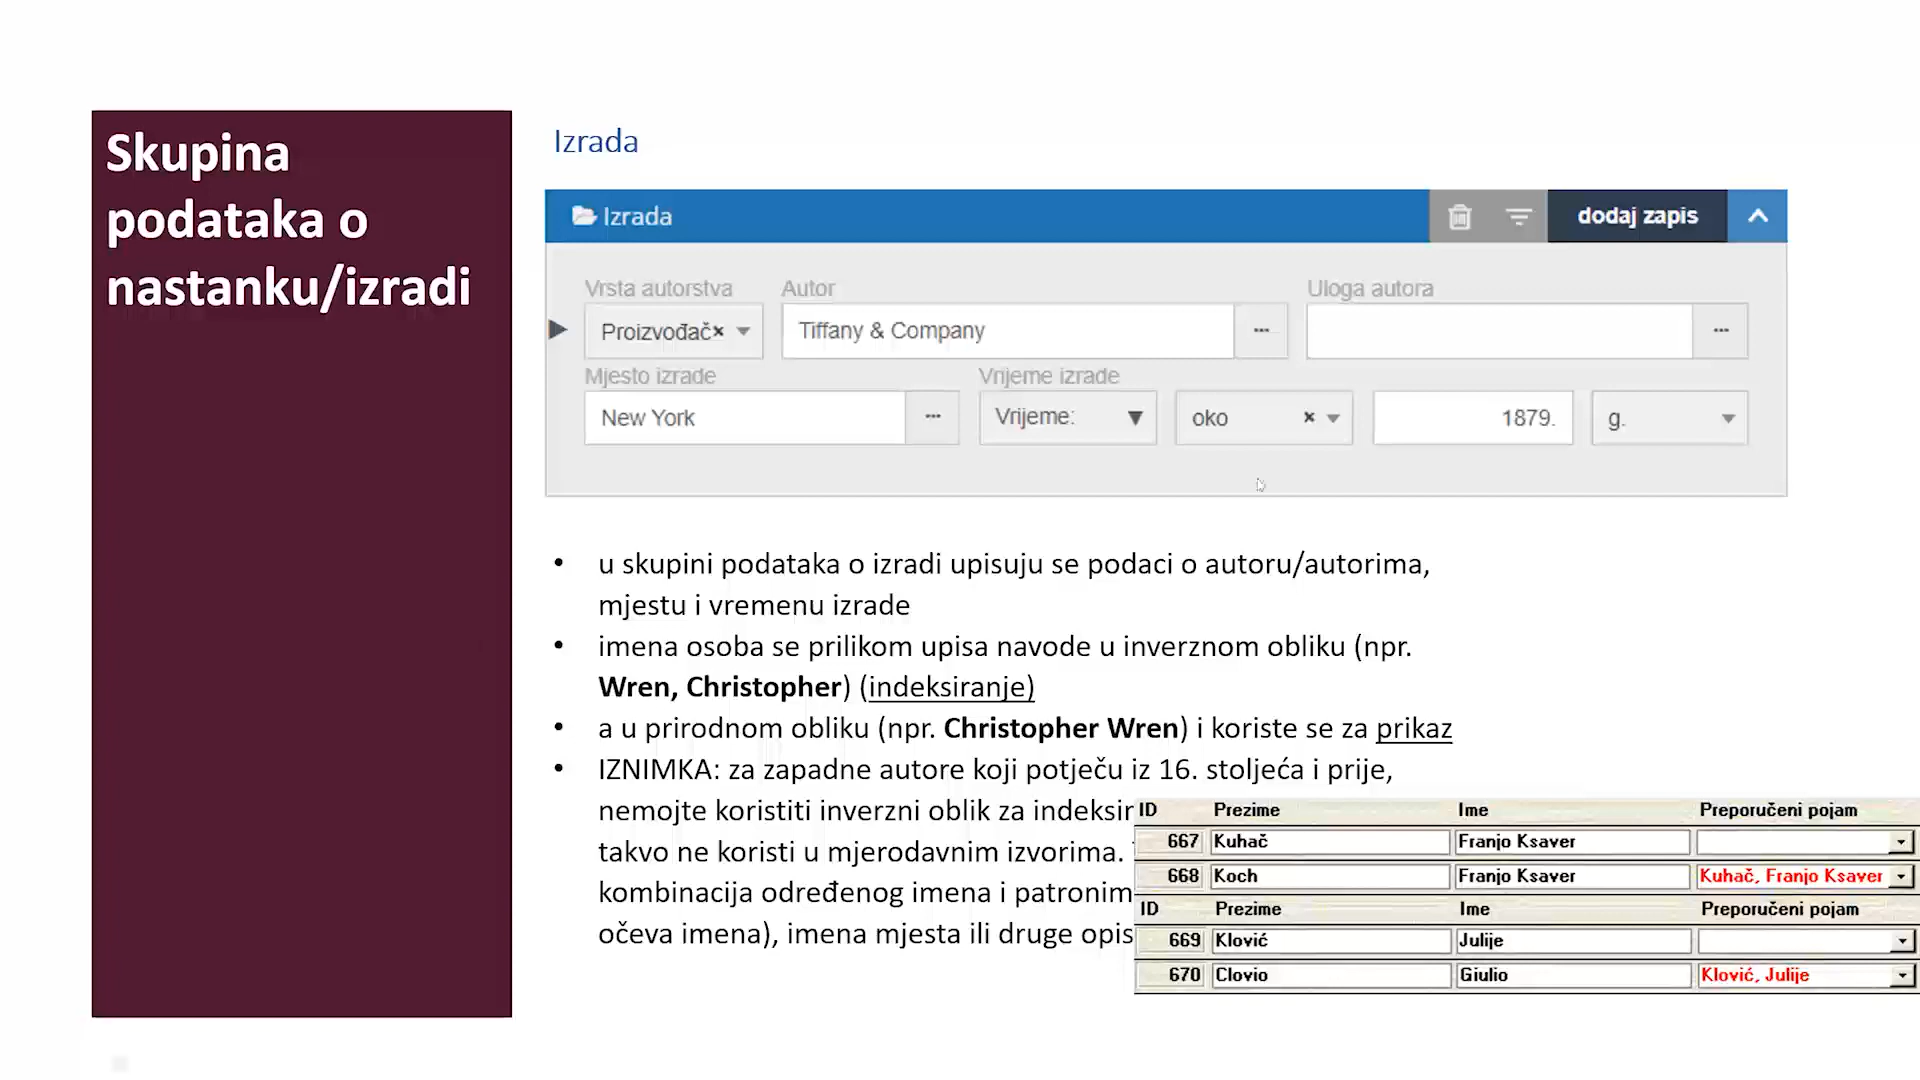 Skupina
podataka o
nastanku/izradi
Izrada
Izrada
dodaj zapis
Vrsta autorstva Autor Uloga autora
Proizvođač× Tiffany & Company ... ...
Mjesto izrade Vrijeme izrade
New York ... Vrijeme: oko × 1879. g.
• u skupini podataka o izradi upisuju se podaci o autoru/autorima,
mjestu i vremenu izrade
• imena osoba se prilikom upisa navode u inverznom obliku (npr.
Wren, Christopher) (indeksiranje)
• a u prirodnom obliku (npr. Christopher Wren) i koriste se za prikaz
• IZNIMKA: za zapadne autore koji potječu iz 16. stoljeća i prije,
nemojte koristiti inverzni oblik za
takvo ne koristi u mjerodavnim izvorima.
kombinacija određenog imena i
očeva imena), imena mjesta ili druge
ID Prezime Ime Preporučeni pojam
667 Kuhač Franjo Ksaver
668 Koch Franjo Ksaver Kuhač, Franjo Ksaver
ID Prezime Ime Preporučeni pojam
669 Klović Julije
670 Clovio Giulio Klović, Julije